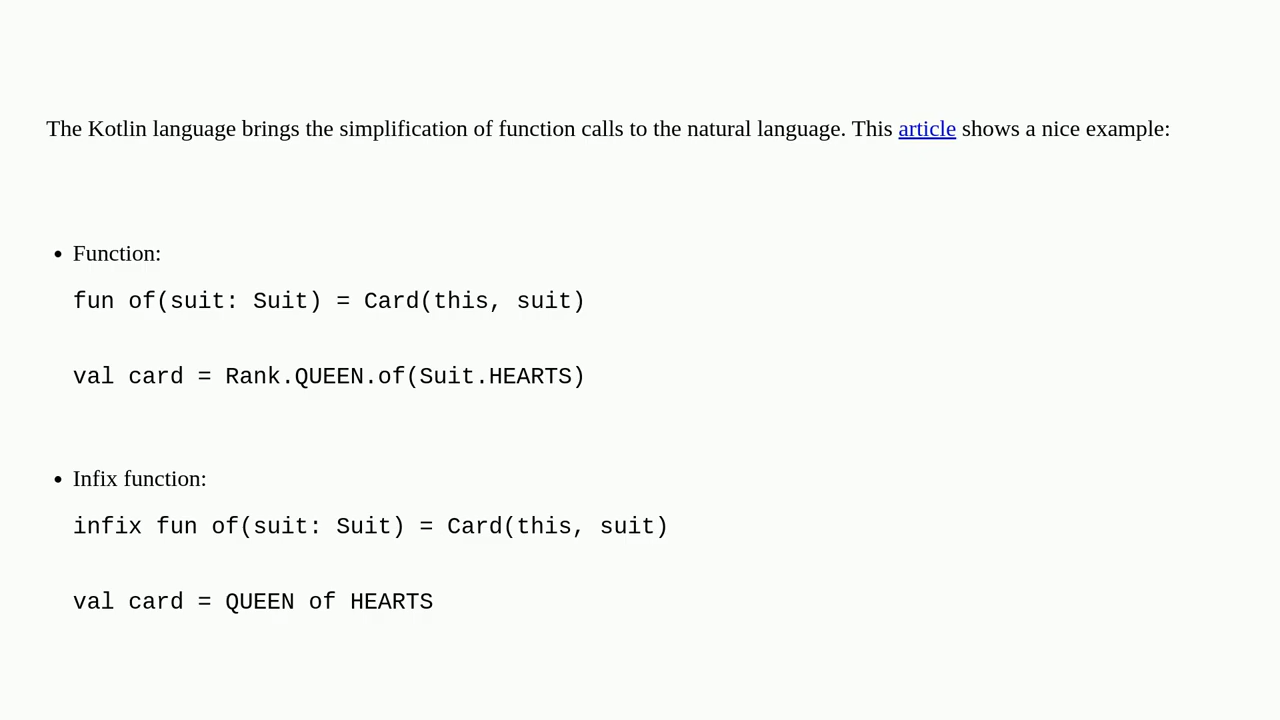 The Kotlin language brings the simplification of function calls to the natural language. This article shows a nice example:
• Function:
fun of(suit: Suit) = Card(this, suit)
val card = Rank.QUEEN.of(Suit.HEARTS)
• Infix function:
infix fun of(suit: Suit) = Card(this, suit)
val card = QUEEN of HEARTS